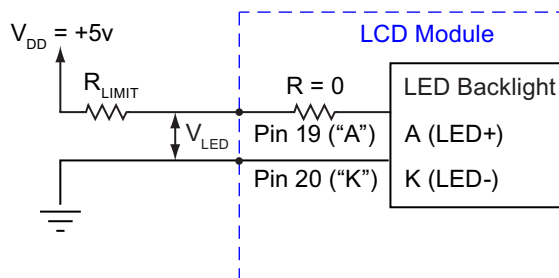 V_DD = +5v
LCD Module
R_LIMIT
R = 0
LED Backlight
V_LED
Pin 19 ("A")
A (LED+)
Pin 20 ("K")
K (LED-)